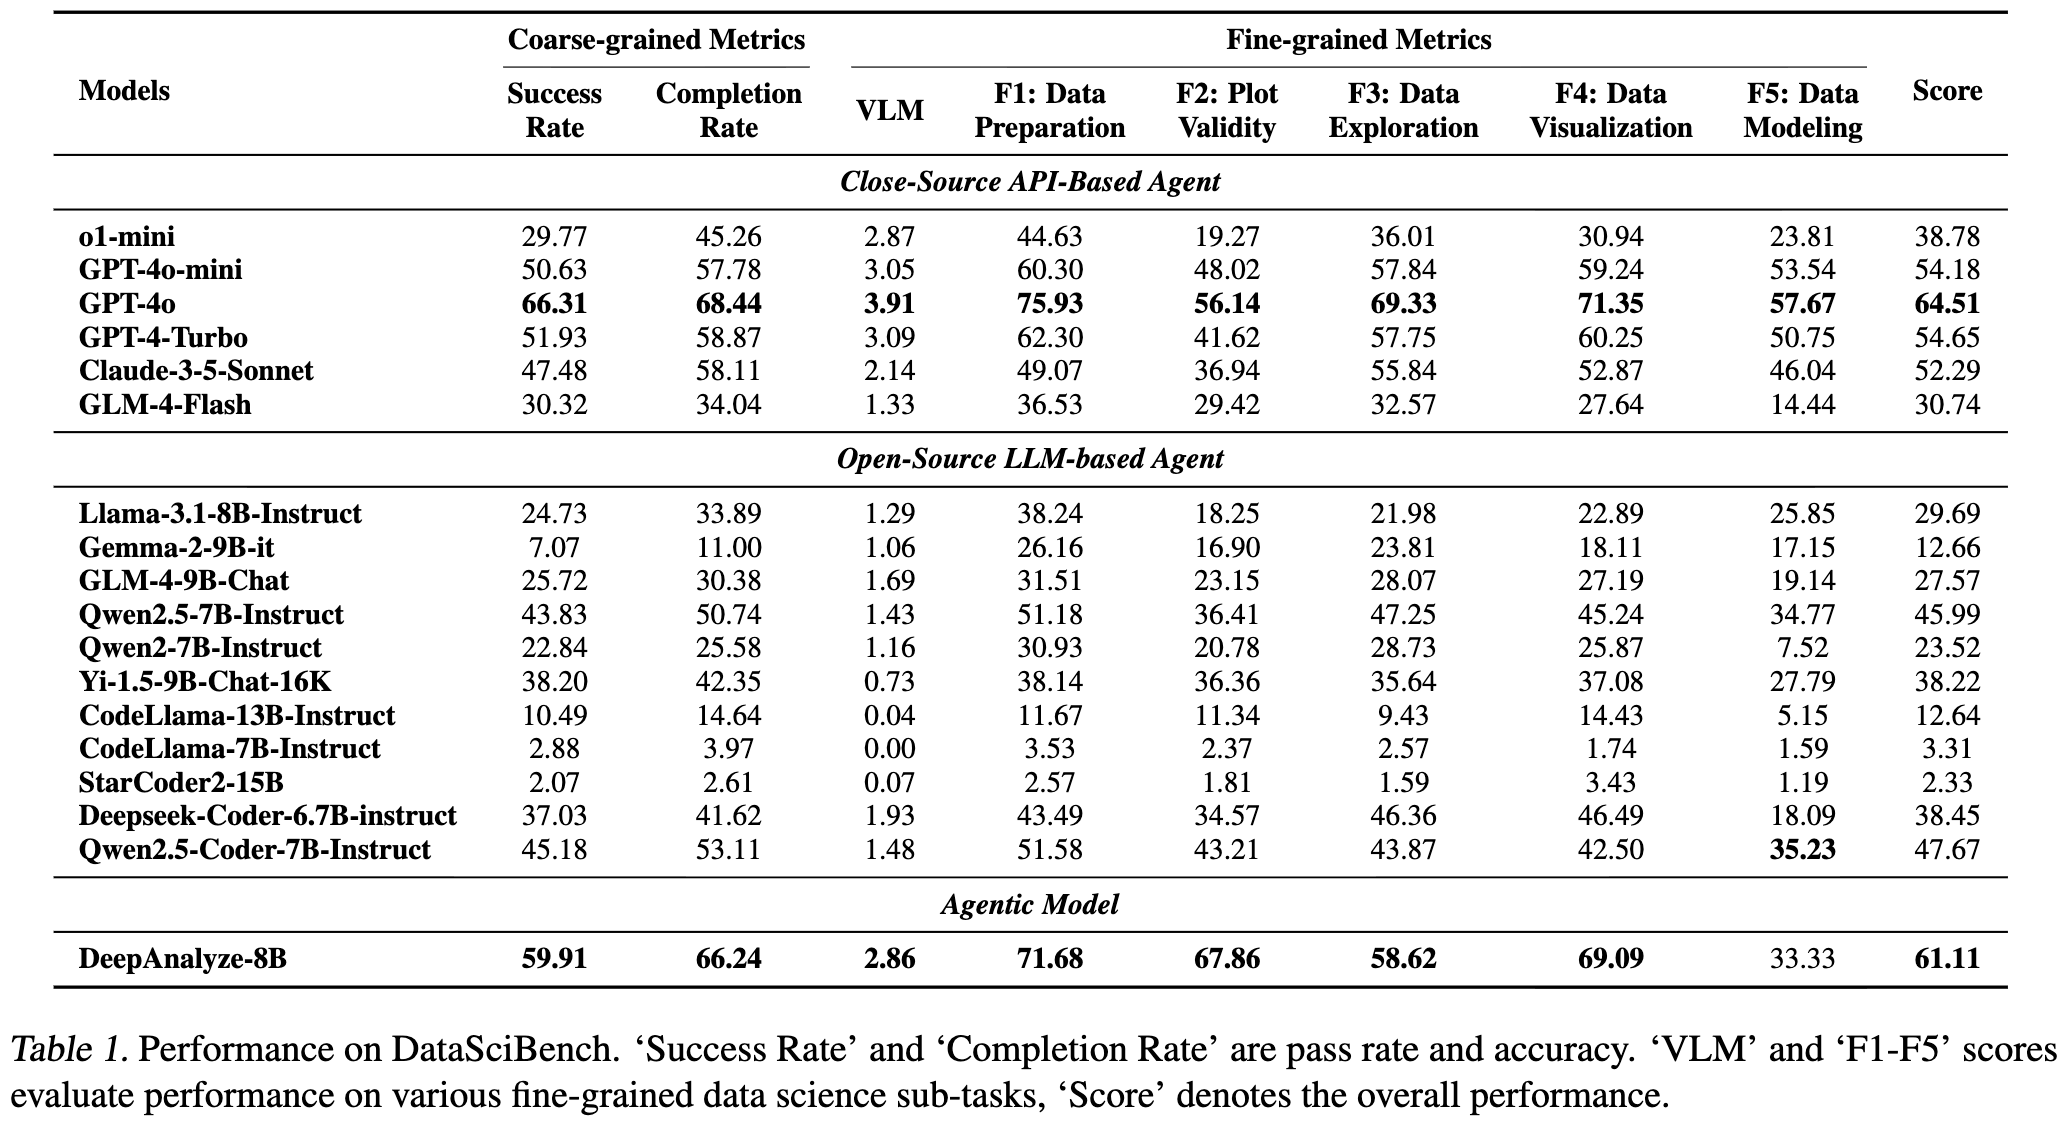 Coarse-grained Metrics Fine-grained Metrics
Models Success Rate Completion Rate VLM F1: Data Preparation F2: Plot Validity F3: Data Exploration F4: Data Visualization F5: Data Modeling Score
Close-Source API-Based Agent
o1-mini 29.77 45.26 2.87 44.63 19.27 36.01 30.94 23.81 38.78
GPT-4o-mini 50.63 57.78 3.05 60.30 48.02 57.84 59.24 53.54 54.18
GPT-4o 66.31 68.44 3.91 75.93 56.14 69.33 71.35 57.67 64.51
GPT-4-Turbo 51.93 58.87 3.09 62.30 41.62 57.75 60.25 50.75 54.65
Claude-3-5-Sonnet 47.48 58.11 2.14 49.07 36.94 55.84 52.87 46.04 52.29
GLM-4-Flash 30.32 34.04 1.33 36.53 29.42 32.57 27.64 14.44 30.74
Open-Source LLM-based Agent
Llama-3.1-8B-Instruct 24.73 33.89 1.29 38.24 18.25 21.98 22.89 25.85 29.69
Gemma-2-9B-it 7.07 11.00 1.06 26.16 16.90 23.81 18.11 17.15 12.66
GLM-4-9B-Chat 25.72 30.38 1.69 31.51 23.15 28.07 27.19 19.14 27.57
Qwen2.5-7B-Instruct 43.83 50.74 1.43 51.18 36.41 47.25 45.24 34.77 45.99
Qwen2-7B-Instruct 22.84 25.58 1.16 30.93 20.78 28.73 25.87 7.52 23.52
Yi-1.5-9B-Chat-16K 38.20 42.35 0.73 38.14 36.36 35.64 37.08 27.79 38.22
CodeLlama-13B-Instruct 10.49 14.64 0.04 11.67 11.34 9.43 14.43 5.15 12.64
CodeLlama-7B-Instruct 2.88 3.97 0.00 3.53 2.37 2.57 1.74 1.59 3.31
StarCoder2-15B 2.07 2.61 0.07 2.57 1.81 1.59 3.43 1.19 2.33
Deepseek-Coder-6.7B-instruct 37.03 41.62 1.93 43.49 34.57 46.36 46.49 18.09 38.45
Qwen2.5-Coder-7B-Instruct 45.18 53.11 1.48 51.58 43.21 43.87 42.50 35.23 47.67
Agentic Model
DeepAnalyze-8B 59.91 66.24 2.86 71.68 67.86 58.62 69.09 33.33 61.11
Table 1. Performance on DataSciBench. ‘Success Rate’ and ‘Completion Rate’ are pass rate and accuracy. ‘VLM’ and ‘F1-F5’ scores
evaluate performance on various fine-grained data science sub-tasks, ‘Score’ denotes the overall performance.